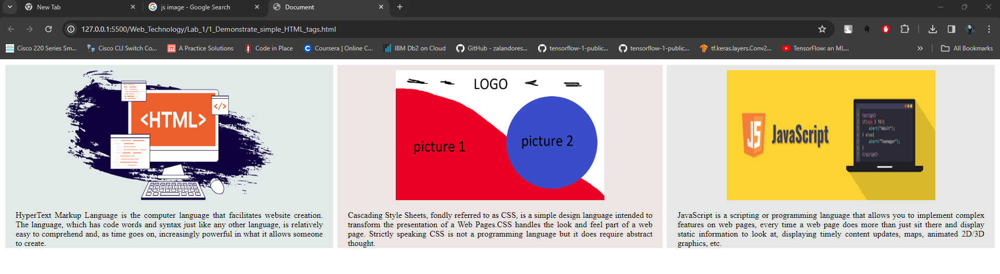 New Tab
js image - Google Search
Document
127.0.0.1:5500/Web_Technology/Lab_1/1_Demonstrate_simple_HTML_tags.html
ने
Cisco 220 Series Sm...
Cisco CLI Switch Co...
A Practice Solutions
Code in Place
Coursera | Online C...
IBM Db2 on Cloud
GitHub - zalandores...
tensorflow-1-public...
tensorflow-1-public...
tf.keras.layers.Conv2...
TensorFlow: an ML...
All Bookmarks
</>
<HTML>
HyperText Markup Language is the computer language that facilitates website creation.
The language, which has code words and syntax just like any other language, is relatively
easy to comprehend and, as time goes on, increasingly powerful in what it allows someone
to create.
LOGO
picture 1
picture 2
Cascading Style Sheets, fondly referred to as CSS, is a simple design language intended to
transform the presentation of a Web Pages.CSS handles the look and feel part of a web
page. Strictly speaking CSS is not a programming language but it does require abstract
thought.
JS
JavaScript
<script>
if(age > 19){
alert("Adult");
} else{
alert("Teenager");
}
</script>
JavaScript is a scripting or programming language that allows you to implement complex
features on web pages, every time a web page does more than just sit there and display
static information to look at, displaying timely content updates, maps, animated 2D/3D
graphics, etc.